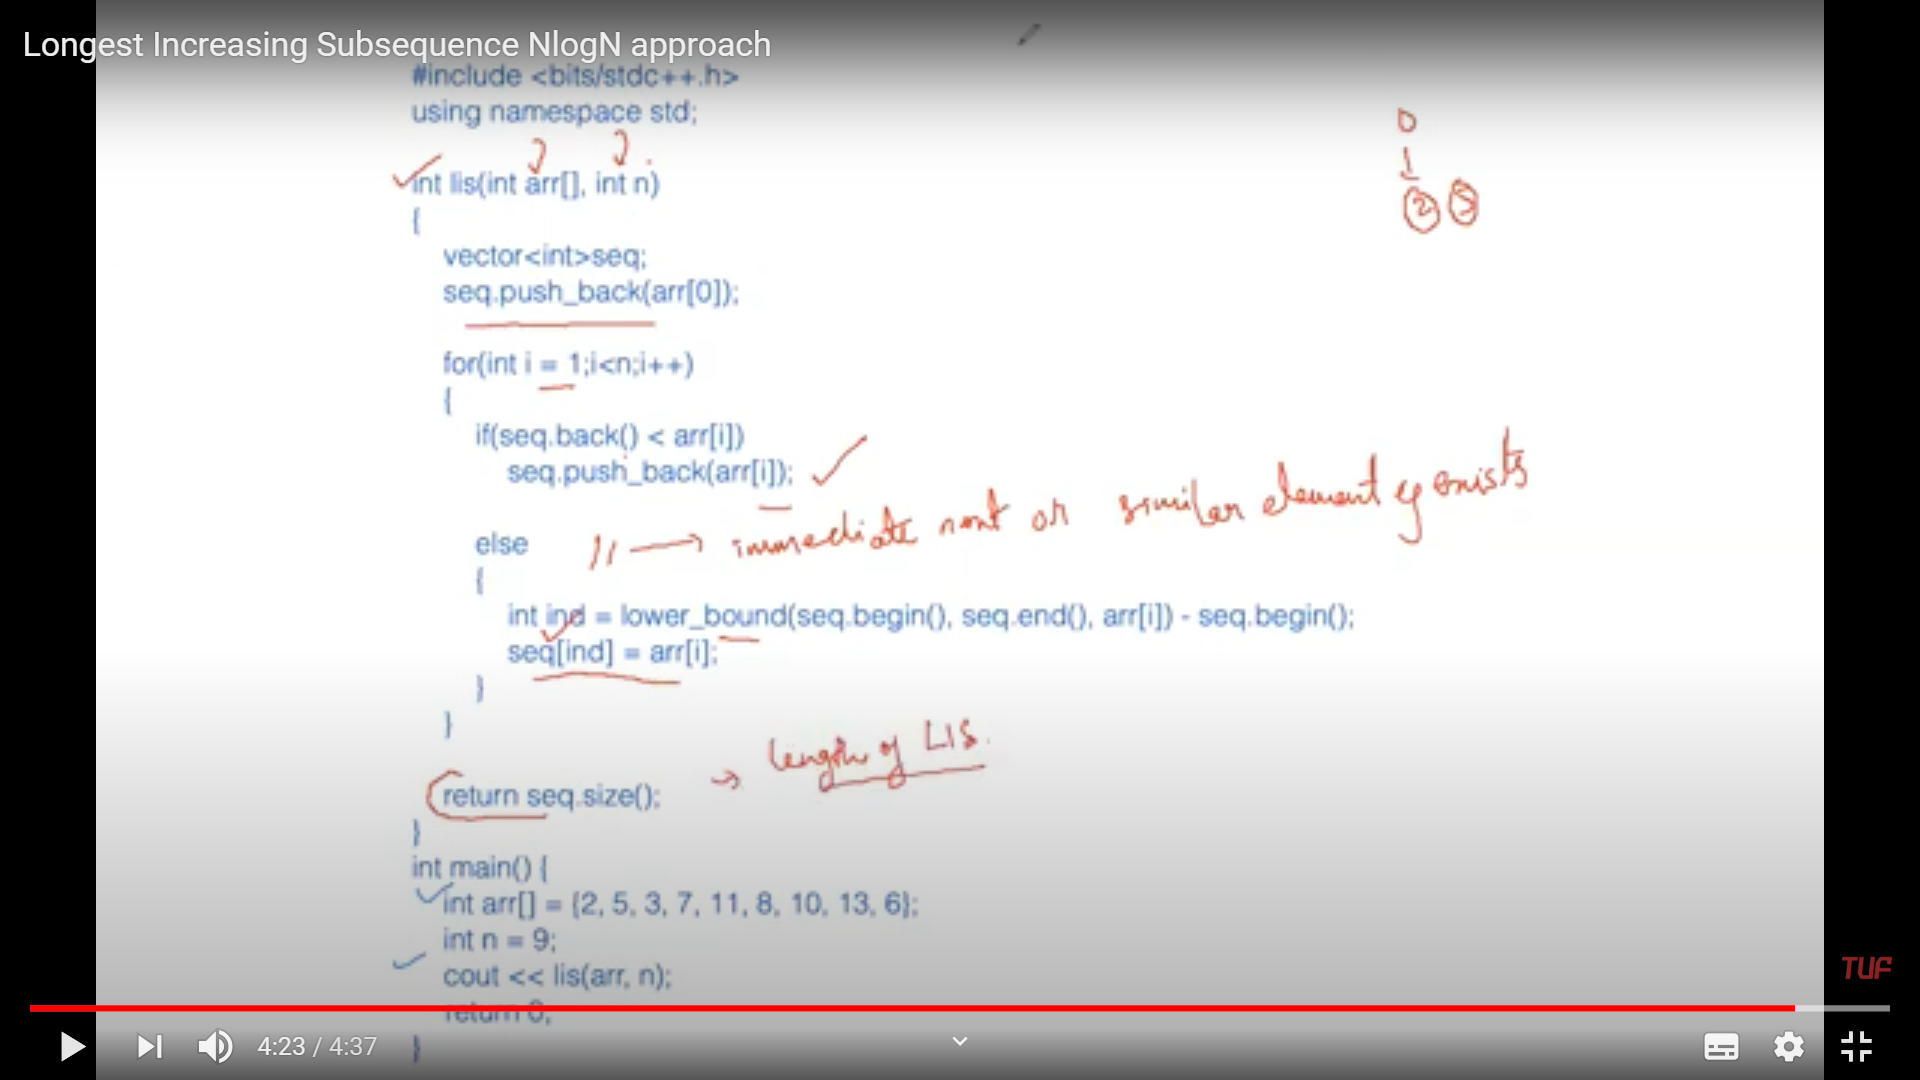 Longest Increasing Subsequence NlogN approach
#include <bits/stdc++.h>
using namespace std;
int lis(int arr[], int n)
{
vector<int>seq;
seq.push_back(arr[0]);
for(int i = 1;i<n;i++)
{
if(seq.back() < arr[i])
seq.push_back(arr[i]);
else // → immediate next or similar element if exists
{
int ind = lower_bound(seq.begin(), seq.end(), arr[i]) - seq.begin();
seq[ind] = arr[i];
}
}
return seq.size(); → length of LIS.
}
int main() {
int arr[] = {2, 5, 3, 7, 11, 8, 10, 13, 6};
int n = 9;
cout << lis(arr, n);
return 0;
}
0
1
2
TUF
4:23 / 4:37